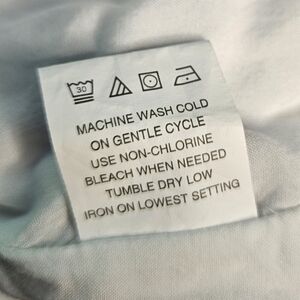 30
MACHINE WASH COLD
ON GENTLE CYCLE
USE NON-CHLORINE
BLEACH WHEN NEEDED
TUMBLE DRY LOW
IRON ON LOWEST SETTING